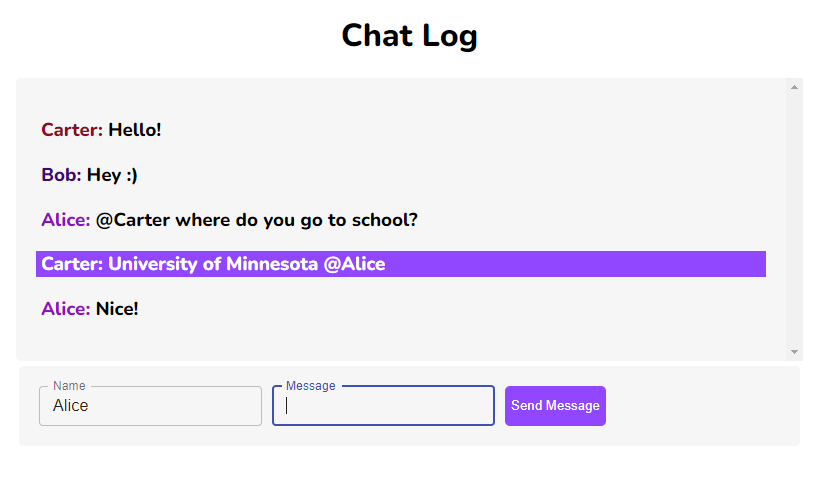 Chat Log
Carter: Hello!
Bob: Hey :)
Alice: @Carter where do you go to school?
Carter: University of Minnesota @Alice
Alice: Nice!
Name
Alice
Message
Send Message